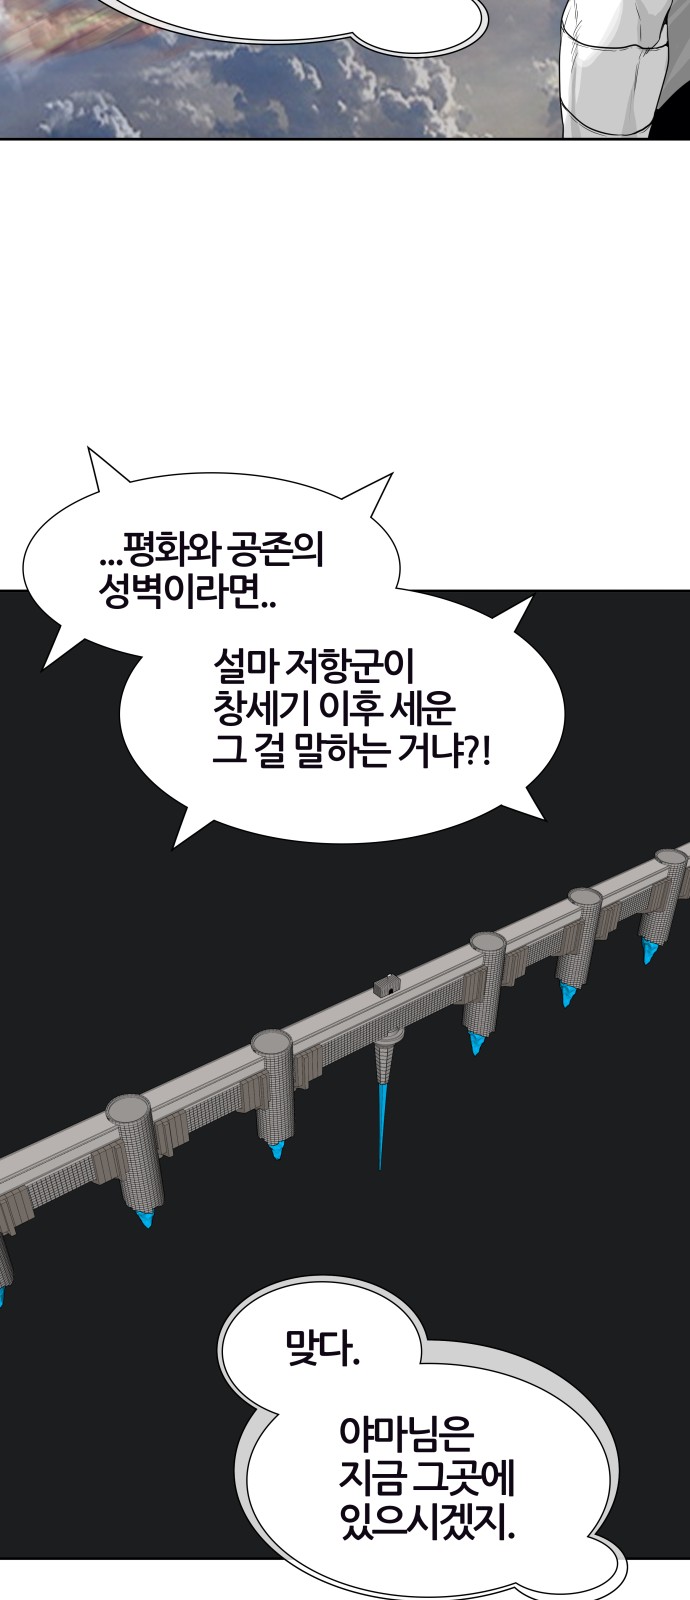 ...평화와 공존의
성벽이라면..
설마 저항군이
창세기 이후 세운
그 걸 말하는 거냐?!
맞다.
야마님은
지금 그곳에
있으시겠지.